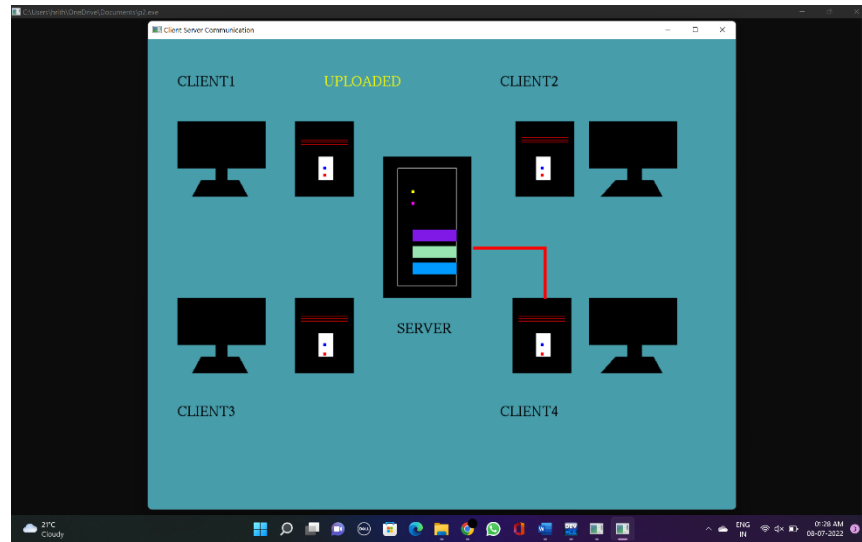 C:\Users\hrith\OneDrive\Documents\p2.exe
Client Server Communication
CLIENT1
UPLOADED
CLIENT2
SERVER
CLIENT3
CLIENT4
21°C
Cloudy
DELL
ENG
IN
01:28 AM
08-07-2022